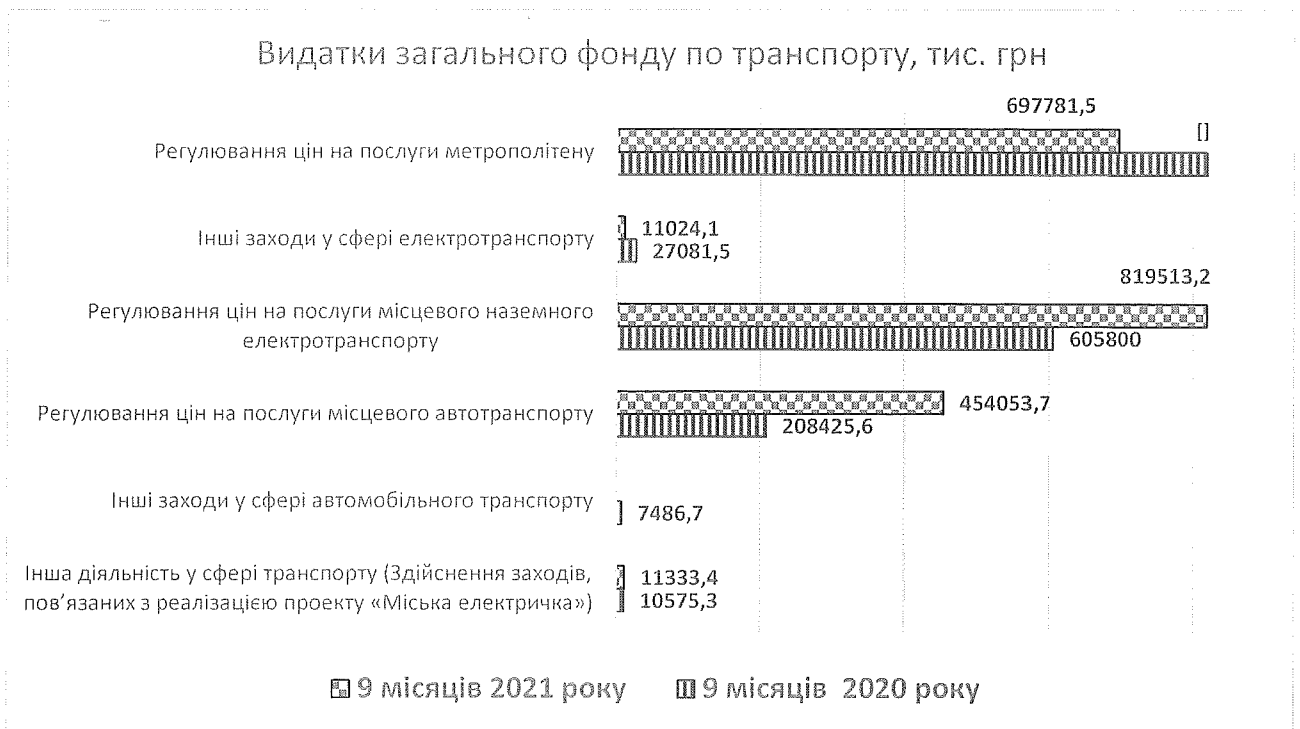 Видатки загального фонду по транспорту, тис. грн
697781,5
[]
Регулювання цін на послуги метрополітену
Інші заходи у сфері електротранспорту
11024,1
27081,5
819513,2
Регулювання цін на послуги місцевого наземного
електротранспорту
605800
Регулювання цін на послуги місцевого автотранспорту
454053,7
208425,6
Інші заходи у сфері автомобільного транспорту
7486,7
Інша діяльність у сфері транспорту (Здійснення заходів,
пов’язаних з реалізацією проекту «Міська електричка»)
11333,4
10575,3
9 місяців 2021 року
9 місяців 2020 року